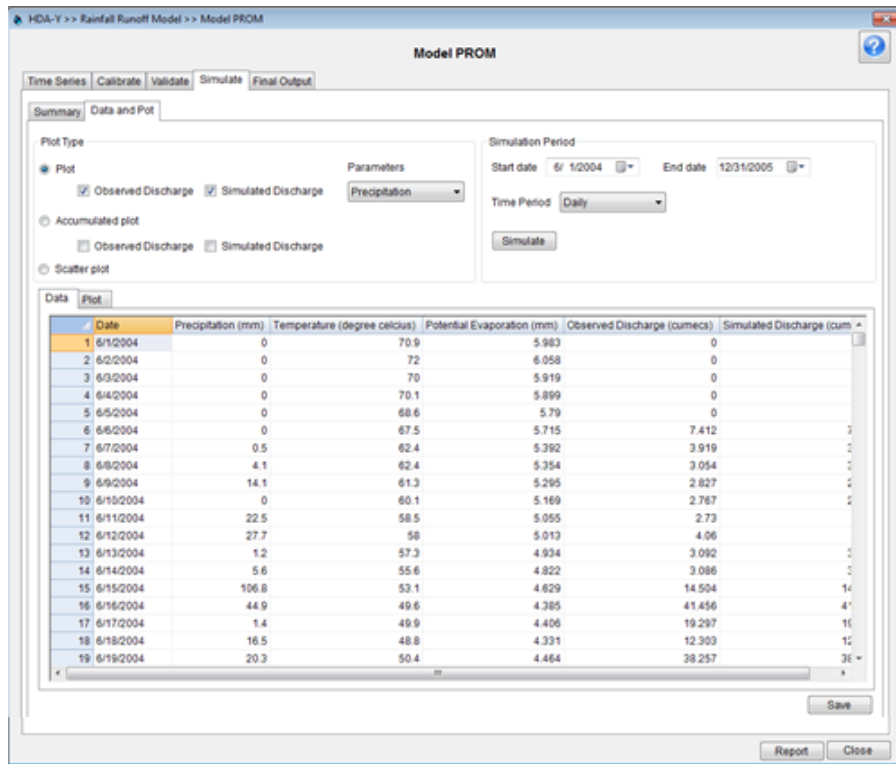 HDA-Y >> Rainfall Runoff Model >> Model PROM
Model PROM
Time Series Calibrate Validate Simulate Final Output
Summary Data and Pot
Plot Type
Simulation Period
Plot
Parameters
Start date 6/ 1/2004 End date 12/31/2005
Observed Discharge Simulated Discharge Precipitation
Time Period Daily
Accumulated plot
Observed Discharge Simulated Discharge
Simulate
Scatter plot
Data Plot
Date Precipitation (mm) Temperature (degree celcius) Potential Evaporation (mm) Observed Discharge (cumecs) Simulated Discharge (cum
1 6/1/2004 0 70.9 5.983 0
2 6/2/2004 0 72 6.058 0
3 6/3/2004 0 70 5.919 0
4 6/4/2004 0 70.1 5.899 0
5 6/5/2004 0 68.6 5.79 0
6 6/6/2004 0 67.5 5.715 7.412
7 6/7/2004 0.5 62.4 5.392 3.919
8 6/8/2004 4.1 62.4 5.354 3.054
9 6/9/2004 14.1 61.3 5.295 2.827
10 6/10/2004 0 60.1 5.169 2.767
11 6/11/2004 22.5 58.5 5.055 2.73
12 6/12/2004 27.7 58 5.013 4.06
13 6/13/2004 1.2 57.3 4.934 3.092
14 6/14/2004 5.6 55.6 4.822 3.086
15 6/15/2004 106.8 53.1 4.629 14.504 14
16 6/16/2004 44.9 49.6 4.385 41.456 41
17 6/17/2004 1.4 49.9 4.406 19.297 19
18 6/18/2004 16.5 48.8 4.331 12.303 12
19 6/19/2004 20.3 50.4 4.464 38.257 38
Save
Report Close